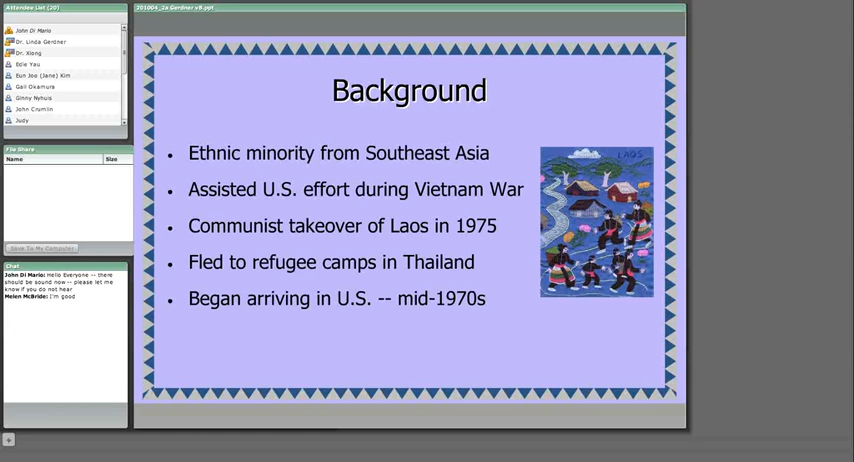 Attendee List (20)
John Di Mario
Dr. Linda Gerdner
Dr. Xiong
Edie Yau
Eun Joo (Jane) Kim
Gail Okamura
Ginny Nyhuis
John Crumlin
Judy
File Share
Name Size
Save To My Computer
Chat
John Di Mario: Hello Everyone -- there
should be sound now -- please let me
know if you do not hear
Melen McBride: I'm good
201004_2a Gerdner v8.ppt
Background
• Ethnic minority from Southeast Asia
• Assisted U.S. effort during Vietnam War
• Communist takeover of Laos in 1975
• Fled to refugee camps in Thailand
• Began arriving in U.S. -- mid-1970s
LAOS